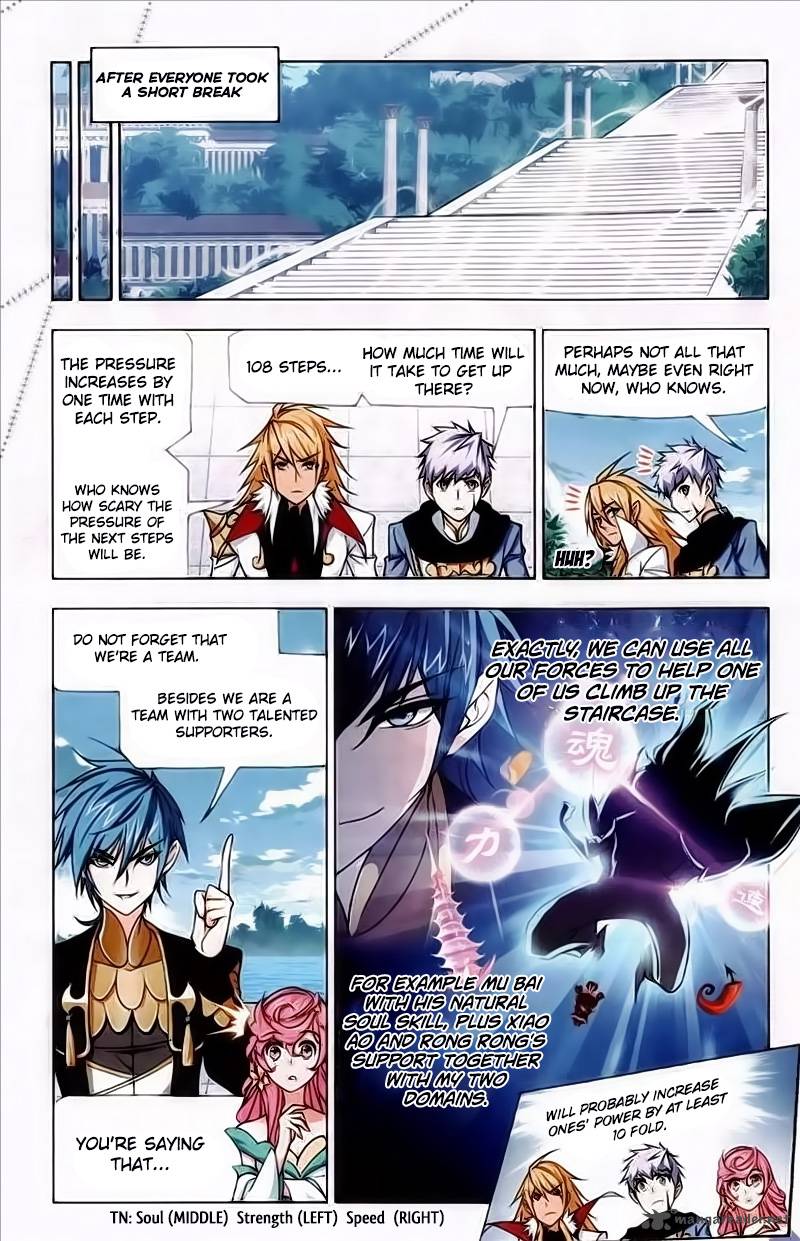 AFTER EVERYONE TOOK
A SHORT BREAK
THE PRESSURE
INCREASES BY
ONE TIME WITH
EACH STEP.
WHO KNOWS
HOW SCARY THE
PRESSURE OF
THE NEXT STEPS
WILL BE.
108 STEPS...
HOW MUCH TIME WILL
IT TAKE TO GET UP
THERE?
PERHAPS NOT ALL THAT
MUCH, MAYBE EVEN RIGHT
NOW, WHO KNOWS.
HUH?
DO NOT FORGET THAT
WE'RE A TEAM.
BESIDES WE ARE A
TEAM WITH TWO TALENTED
SUPPORTERS.
YOU'RE SAYING
THAT...
EXACTLY, WE CAN USE ALL
OUR FORCES TO HELP ONE
OF US CLIMB UP THE
STAIRCASE.
魂
力
速
FOR EXAMPLE MU BAI
WITH HIS NATURAL
SOUL SKILL, PLUS XIAO
AO AND RONG RONG'S
SUPPORT TOGETHER
WITH MY TWO
DOMAINS.
WILL PROBABLY INCREASE
ONES' POWER BY AT LEAST
10 FOLD.
TN: Soul (MIDDLE) Strength (LEFT) Speed (RIGHT)